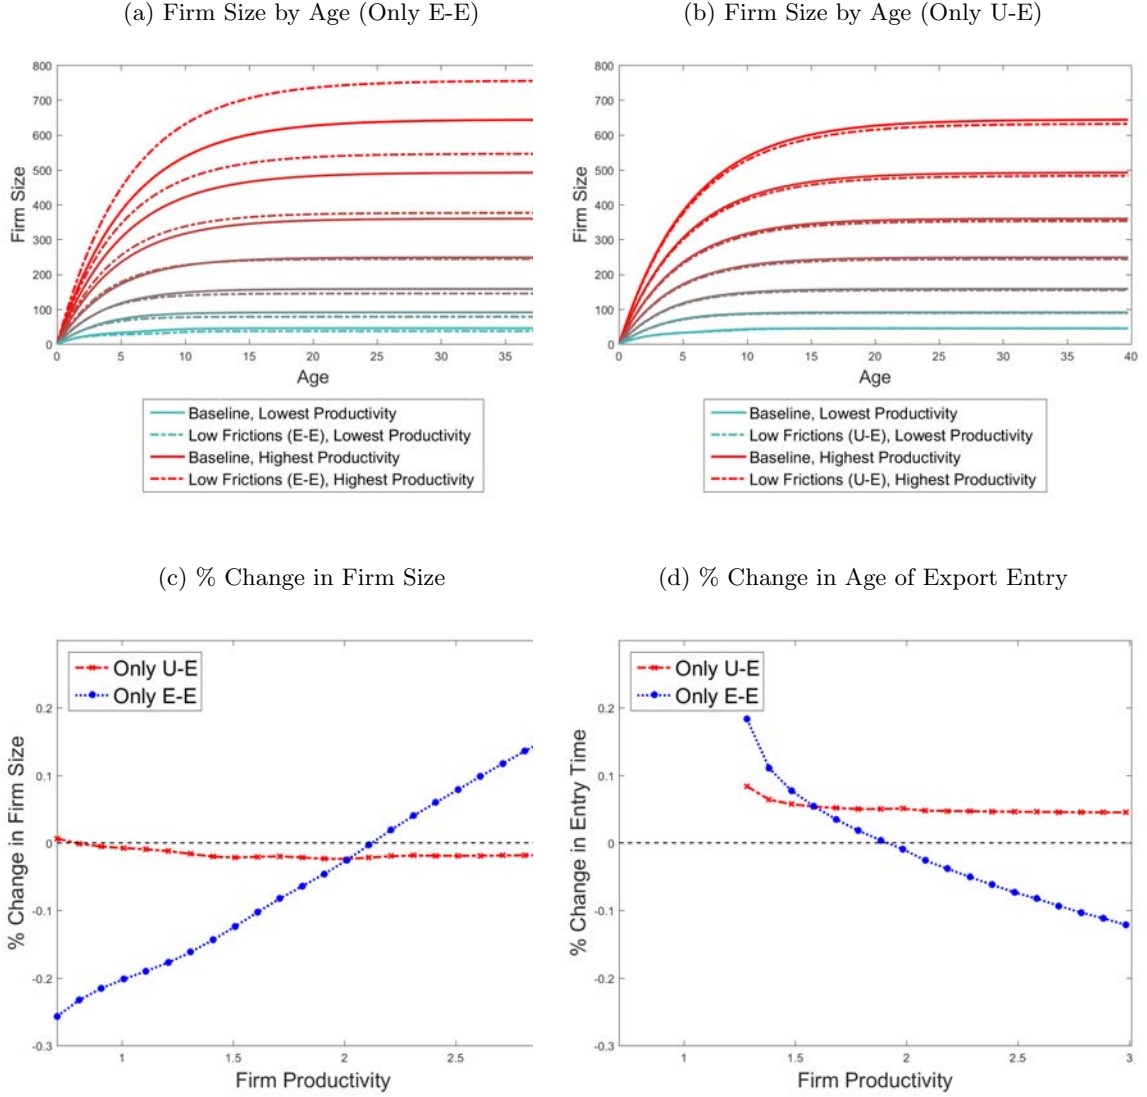 (a) Firm Size by Age (Only E-E)
800
700
600
500
400
300
200
100
0
Firm Size
0 5 10 15 20 25 30 35
Age
Baseline, Lowest Productivity
Low Frictions (E-E), Lowest Productivity
Baseline, Highest Productivity
Low Frictions (E-E), Highest Productivity
(b) Firm Size by Age (Only U-E)
800
700
600
500
400
300
200
100
0
Firm Size
0 5 10 15 20 25 30 35 40
Age
Baseline, Lowest Productivity
Low Frictions (U-E), Lowest Productivity
Baseline, Highest Productivity
Low Frictions (U-E), Highest Productivity
(c) % Change in Firm Size
Only U-E
Only E-E
0.2
0.1
0
-0.1
-0.2
-0.3
% Change in Firm Size
1 1.5 2 2.5
Firm Productivity
(d) % Change in Age of Export Entry
Only U-E
Only E-E
0.2
0.1
0
-0.1
-0.2
-0.3
% Change in Entry Time
1 1.5 2 2.5 3
Firm Productivity